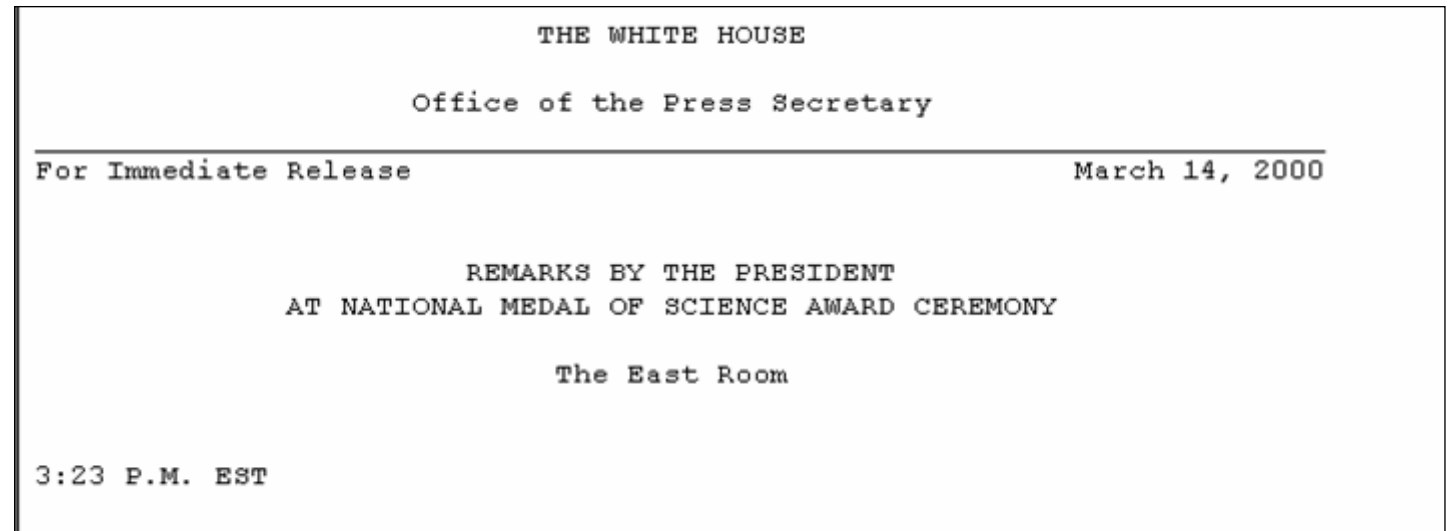 THE WHITE HOUSE
Office of the Press Secretary
For Immediate Release March 14, 2000
REMARKS BY THE PRESIDENT
AT NATIONAL MEDAL OF SCIENCE AWARD CEREMONY
The East Room
3:23 P.M. EST